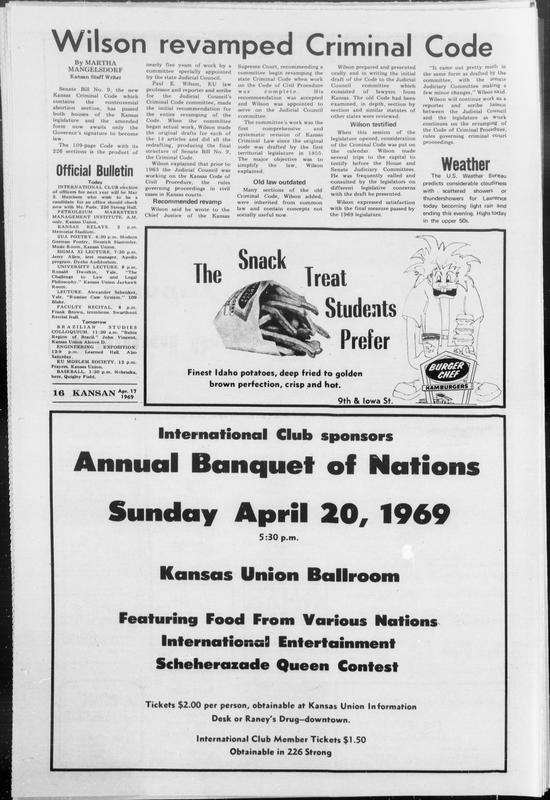 Wilson revamped Criminal Code
By MARTHA
MANGELSDORF
Kansan Staff Writer
Senate Bill No. 9, the new
Kansas Criminal Code which
contains the controversial
abortion section, has passed
both houses of the Kansas
legislature and the amended
form now awaits only the
Governor's signature to become
law.
The 109-page Code with its
226 sections is the product of
nearly five years of work by a
committee specially appointed
by the state Judicial Council.
Paul E. Wilson, KU law
professor and reporter and scribe
for the Judicial Council's
Criminal Code committee, made
the initial recommendation for
the entire revamping of the
Code. When the committee
began actual work, Wilson made
the original drafts for each of
the 14 articles and did all the
redrafting, producing the final
structure of Senate Bill No. 9,
the Criminal Code.
Wilson explained that prior to
1963 the Judicial Council was
working on the Kansas Code of
Civil Procedure, the rules
governing proceedings in civil
cases in Kansas courts.
Recommended revamp
Wilson said he wrote to the
Chief Justice of the Kansas
Supreme Court, recommending a
committee begin revamping the
state Criminal Code when work
on the Code of Civil Procedure
was complete. His
recommendation was accepted
and Wilson was appointed to
serve on the Judicial Council
committee.
The committee's work was the
first comprehensive and
systematic revision of Kansas
Criminal Law since the original
code was drafted by the first
territorial legislature in 1855.
The major objective was to
simplify the law, Wilson
explained.
Old law outdated
Many sections of the old
Criminal Code, Wilson added,
were inherited from common
law and contain concepts not
socially useful now.
Wilson prepared and presented
orally and in writing the initial
draft of the Code to the Judicial
Council committee which
consisted of lawyers from
Kansas. The old Code had been
examined, in depth, section by
section and similar statutes of
other states were reviewed.
Wilson testified
When this session of the
legislature opened, consideration
of the Criminal Code was put on
the calendar. Wilson made
several trips to the capital to
testify before the House and
Senate Judiciary Committees.
He was frequently called and
consulted by the legislators on
different legislative concerns
with the draft he presented.
Wilson expressed satisfaction
with the final measure passed by
the 1969 legislature.
"It came out pretty much in
the same form as drafted by the
committee, with the senate
Judiciary Committee making a
few minor changes," Wilson said.
Wilson will continue work as a
reporter and scribe liaison
between the Judicial Council
and the legislature as work
continues on the revamping of
the Code of Criminal Procedure,
rules governing criminal court
proceedings.
Weather
The U.S. Weather Bureau
predicts considerable cloudiness
with scattered showers or
thundershowers for Lawrence
today becoming light rain and
ending this evening. Highs today
in the upper 50s.
Official Bulletin
Today
INTERNATIONAL CLUB election
of officers for next year will be Mar
2. Members who wish to be a
candidate for an office should check
now with Ms. Pade. 226 Strong Hall.
PETROLEUM MARKETERS
MANAGEMENT INSTITUTE. A.M.
only. Kansas Union.
KANSAS RELAYS. 2 p.m.
Memorial Stadium.
SUA POETRY. 4:30 p.m. Modern
German Poetry,
Music Room, Kansas Union.
SIGMA XI LECTURE. 7:30 p.m.
Jerry Allen, test manager, Apollo
program. Dyche Auditorium.
UNIVERSITY LECTURE. 8 p.m.
Ronald Dworkin, Yale, "The
Challenge to Law and Legal
Philosophy." Kansas Union Jayhawk
Room.
LECTURE. Alexander Schenker,
Yale, "Russian Case System." 109
Blake.
FACULTY RECITAL. 8 p.m.
Frank Brown, trombone. Swarthout
Recital Hall.
Tomorrow
BRAZILIAN STUDIES
COLLOQUIUM. 11:30 a.m.
Region of Brazil," John Vincent,
Kansas Union Alcove D.
ENGINEERING EXPOSITION.
12-9 p.m. Learned Hall. Also
Saturday.
KU MOSLEM SOCIETY. 12 p.m.
Prayers, Kansas Union.
BASEBALL. 1:30 p.m. Nebraska,
here, Quigley Field.
16 KANSAN Apr. 17
1969
The Snack
Treat
Students
Prefer
Finest Idaho potatoes, deep fried to golden
brown perfection, crisp and hot.
9th & Iowa St.
BURGER
CHEF
HAMBURGERS
International Club sponsors
Annual Banquet of Nations
Sunday April 20, 1969
5:30 p.m.
Kansas Union Ballroom
Featuring Food From Various Nations
International Entertainment
Scheherazade Queen Contest
Tickets $2.00 per person, obtainable at Kansas Union Information
Desk or Raney's Drug—downtown.
International Club Member Tickets $1.50
Obtainable in 226 Strong